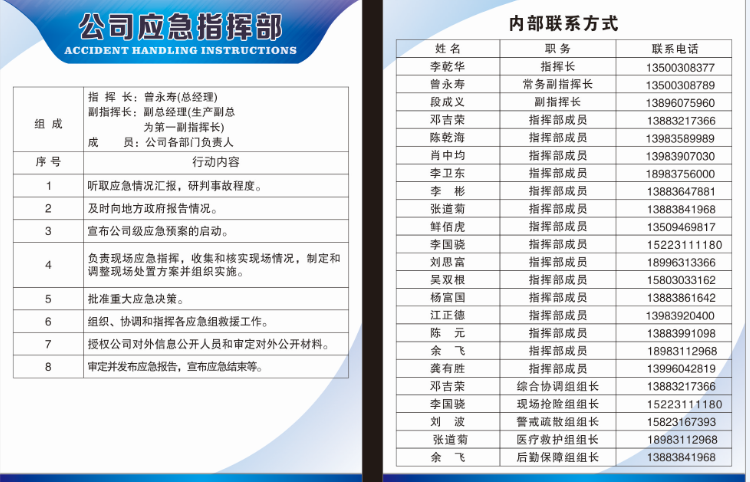 公司应急指挥部
ACCIDENT HANDLING INSTRUCTIONS
组 成
指 挥 长：曾永寿(总经理)
副指挥长：副总经理(生产副总
为第一副指挥长)
成 员：公司各部门负责人
序 号 行动内容
1 听取应急情况汇报，研判事故程度。
2 及时向地方政府报告情况。
3 宣布公司级应急预案的启动。
4 负责现场应急指挥，收集和核实现场情况，制定和
调整现场处置方案并组织实施。
5 批准重大应急决策。
6 组织、协调和指挥各应急组救援工作。
7 授权公司对外信息公开人员和审定对外公开材料。
8 审定并发布应急报告，宣布应急结束等。
内部联系方式
姓 名 职 务 联系电话
李乾华 指挥长 13500308377
曾永寿 常务副指挥长 13500308789
段成义 副指挥长 13896075960
邓吉荣 指挥部成员 13883217366
陈乾海 指挥部成员 13983589989
肖中均 指挥部成员 13983907030
李卫东 指挥部成员 18983756000
李 彬 指挥部成员 13883647881
张道菊 指挥部成员 13883841968
鲜佰虎 指挥部成员 13509469817
李国骁 指挥部成员 15223111180
刘思富 指挥部成员 18996313366
吴双根 指挥部成员 15803033162
杨富国 指挥部成员 13883861642
江正德 指挥部成员 13983920400
陈 元 指挥部成员 13883991098
余 飞 指挥部成员 18983112968
龚有胜 指挥部成员 13996042819
邓吉荣 综合协调组组长 13883217366
李国骁 现场抢险组组长 15223111180
刘 波 警戒疏散组组长 15823167393
张道菊 医疗救护组组长 18983112968
余 飞 后勤保障组组长 13883841968